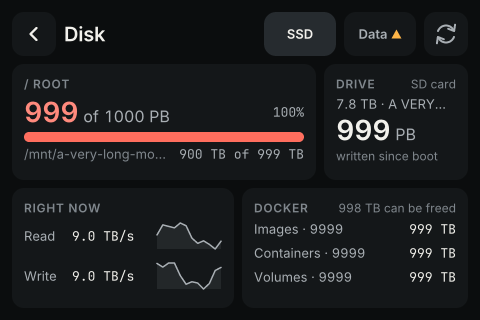 Disk
SSD
Data
/ ROOT
999 of 1000 PB
100%
/mnt/a-very-long-mo... 900 TB of 999 TB
DRIVE SD card
7.8 TB · A VERY...
999 PB
written since boot
RIGHT NOW
Read 9.0 TB/s
Write 9.0 TB/s
DOCKER 998 TB can be freed
Images · 9999 999 TB
Containers · 9999 999 TB
Volumes · 9999 999 TB